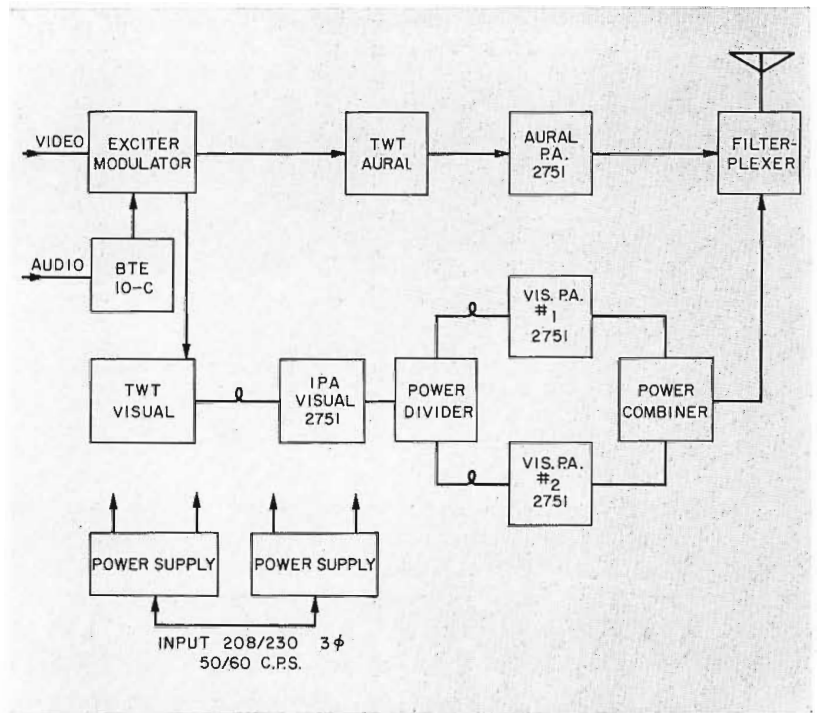 VIDEO
EXCITER
MODULATOR
TWT
AURAL
AURAL
P.A.
2751
FILTER-
PLEXER
AUDIO
BTE
10-C
TWT
VISUAL
IPA
VISUAL
2751
POWER
DIVIDER
VIS. P.A.
#1
2751
VIS. P.A.
#2
2751
POWER
COMBINER
POWER SUPPLY
POWER SUPPLY
INPUT 208/230 3ϕ
50/60 C.P.S.